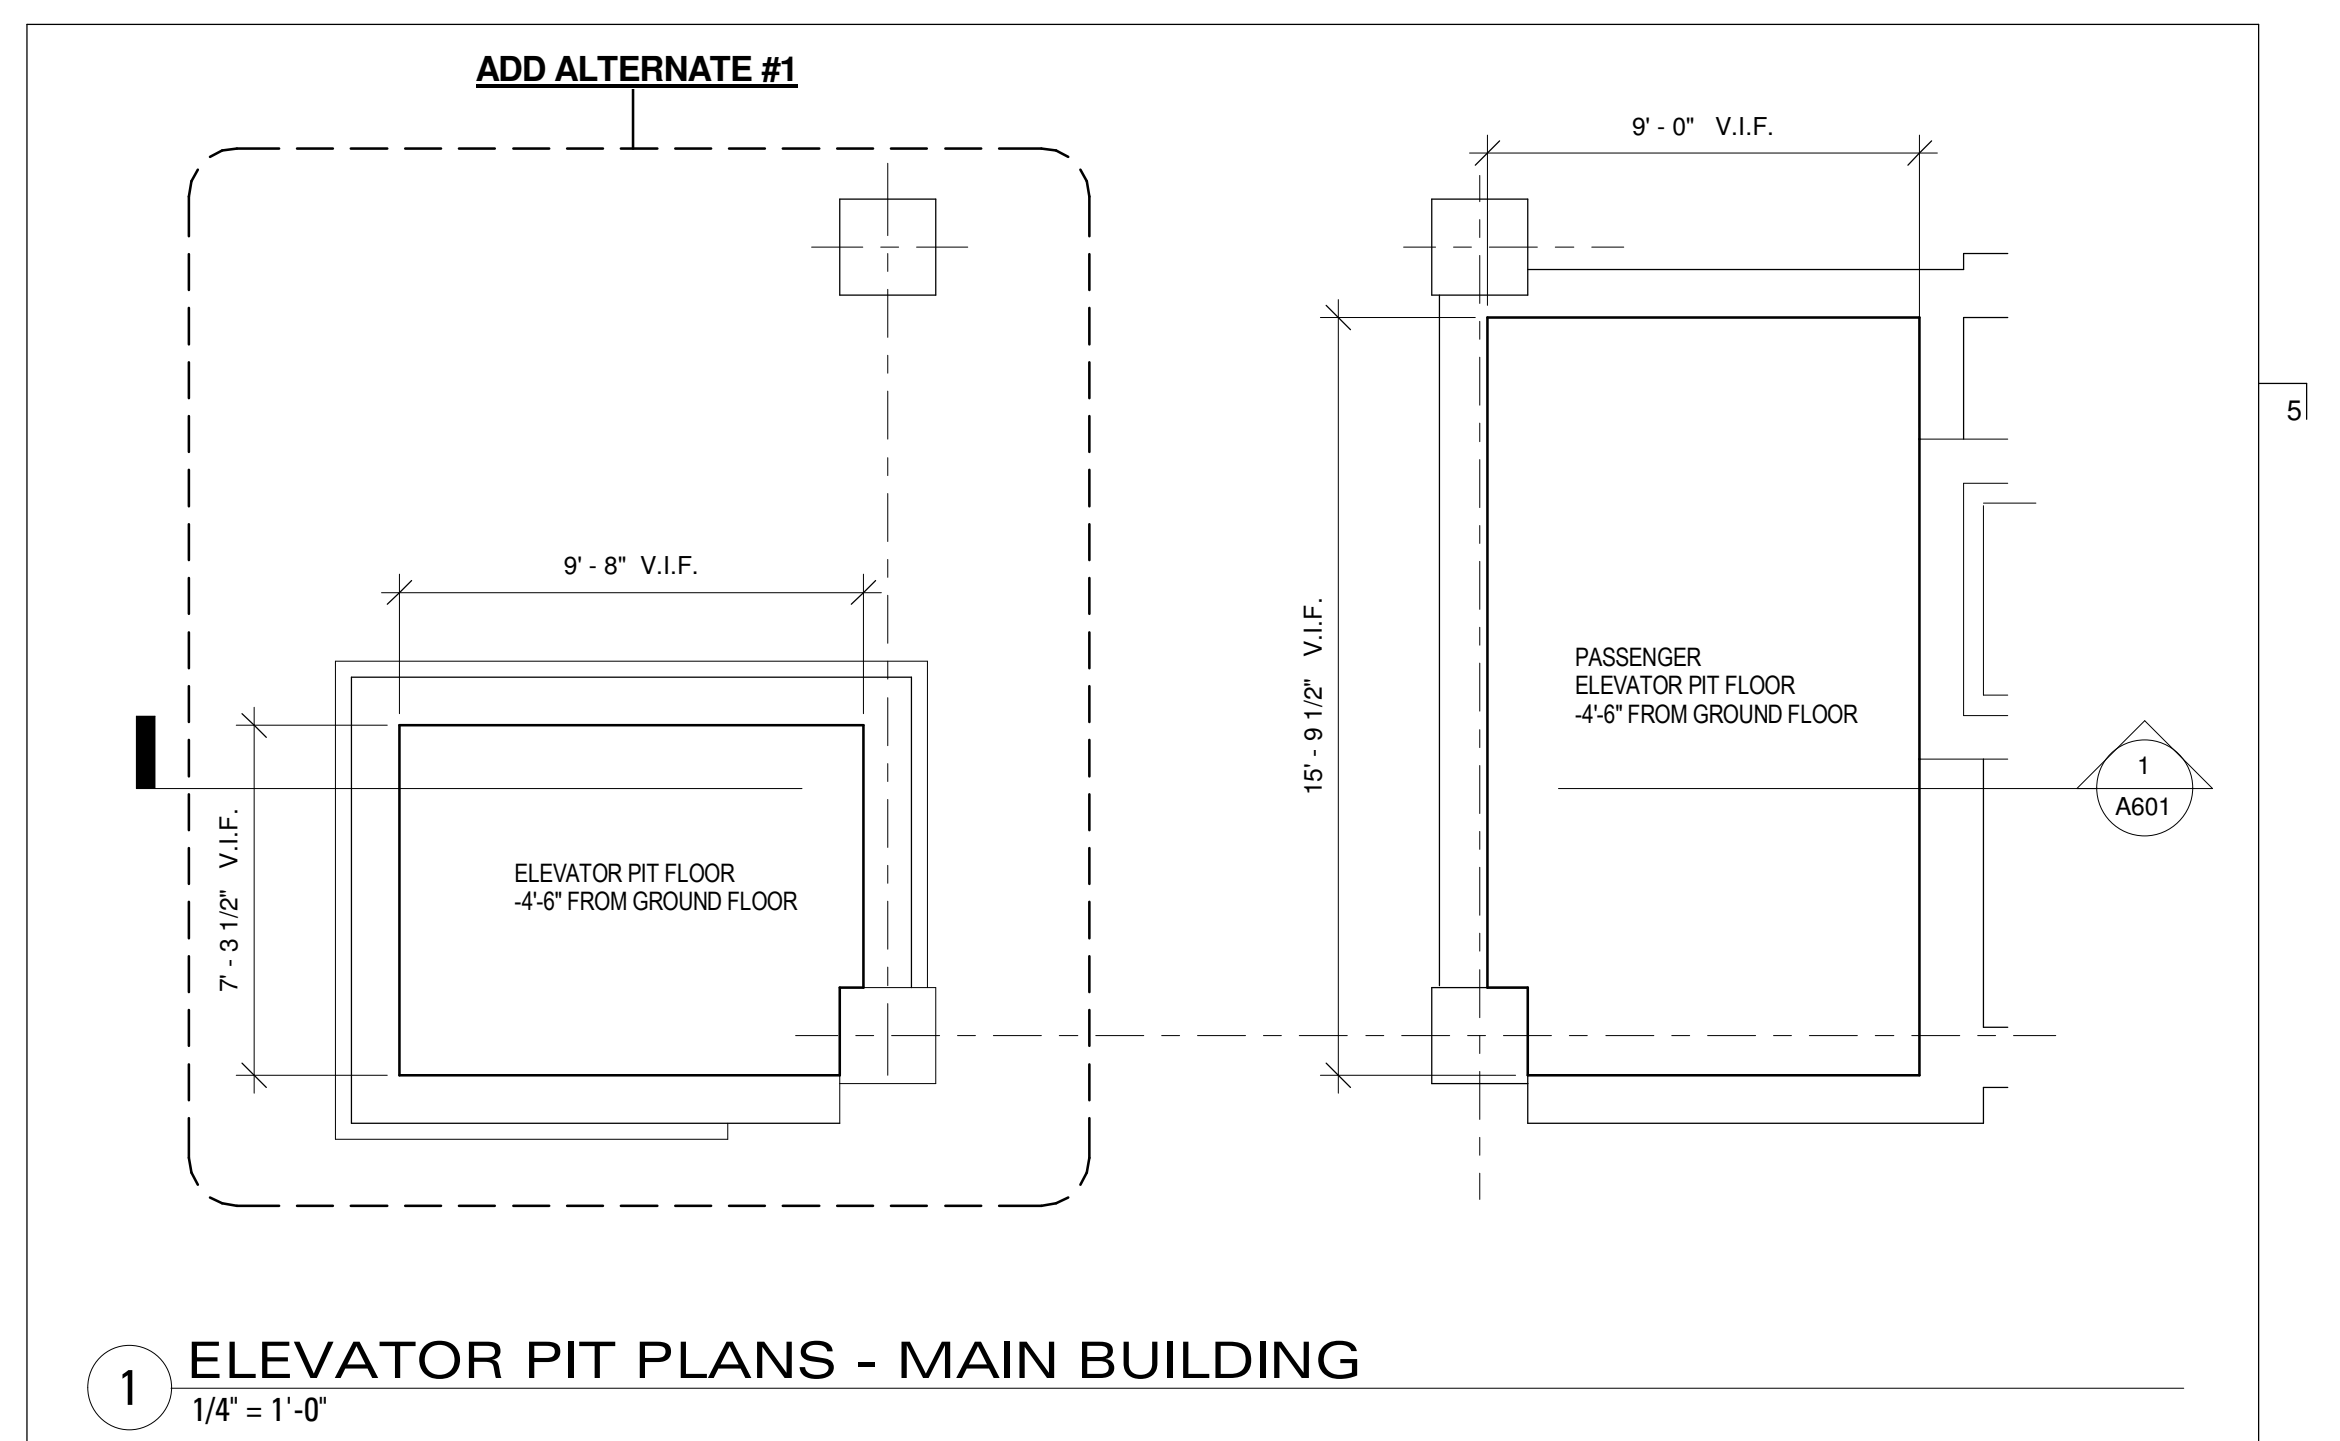 ADD ALTERNATE #1
9' - 0" V.I.F.
5
9' - 8" V.I.F.
15' - 9 1/2" V.I.F.
PASSENGER
ELEVATOR PIT FLOOR
-4'-6" FROM GROUND FLOOR
1
A601
7' - 3 1/2" V.I.F.
ELEVATOR PIT FLOOR
-4'-6" FROM GROUND FLOOR
1
ELEVATOR PIT PLANS - MAIN BUILDING
1/4" = 1'-0"